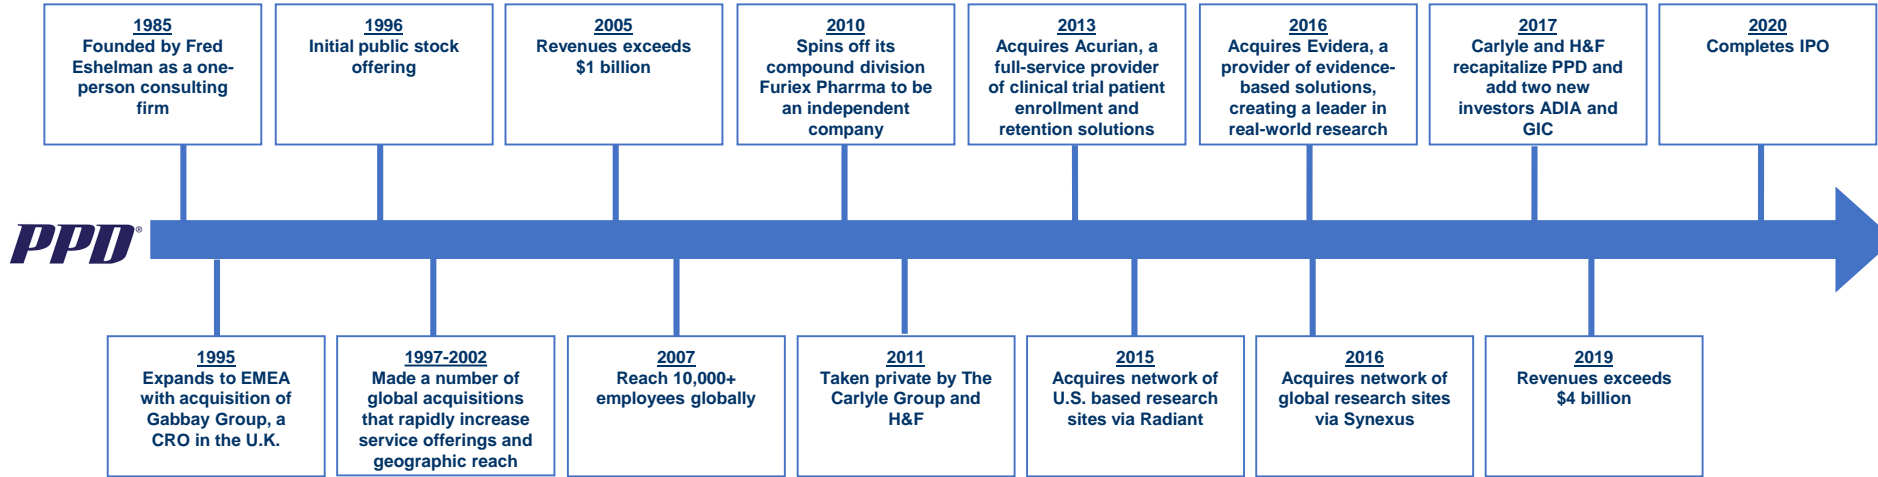 1985
Founded by Fred
Eshelman as a one-
person consulting
firm
1996
Initial public stock
offering
2005
Revenues exceeds
$1 billion
2010
Spins off its
compound division
Furiex Pharrma to be
an independent
company
2013
Acquires Acurian, a
full-service provider
of clinical trial patient
enrollment and
retention solutions
2016
Acquires Evidera, a
provider of evidence-
based solutions,
creating a leader in
real-world research
2017
Carlyle and H&F
recapitalize PPD and
add two new
investors ADIA and
GIC
2020
Completes IPO
PPD®
1995
Expands to EMEA
with acquisition of
Gabbay Group, a
CRO in the U.K.
1997-2002
Made a number of
global acquisitions
that rapidly increase
service offerings and
geographic reach
2007
Reach 10,000+
employees globally
2011
Taken private by The
Carlyle Group and
H&F
2015
Acquires network of
U.S. based research
sites via Radiant
2016
Acquires network of
global research sites
via Synexus
2019
Revenues exceeds
$4 billion